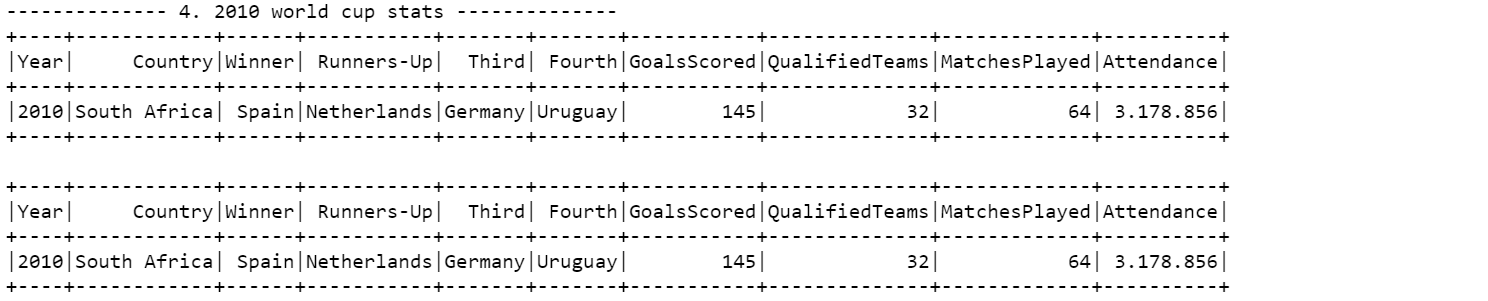 -------------- 4. 2010 world cup stats --------------
+----+------------+------+-----------+-------+-------+-----------+--------------+-------------+----------+
|Year|     Country|Winner| Runners-Up|  Third| Fourth|GoalsScored|QualifiedTeams|MatchesPlayed|Attendance|
+----+------------+------+-----------+-------+-------+-----------+--------------+-------------+----------+
|2010|South Africa| Spain|Netherlands|Germany|Uruguay|        145|            32|           64| 3.178.856|
+----+------------+------+-----------+-------+-------+-----------+--------------+-------------+----------+

+----+------------+------+-----------+-------+-------+-----------+--------------+-------------+----------+
|Year|     Country|Winner| Runners-Up|  Third| Fourth|GoalsScored|QualifiedTeams|MatchesPlayed|Attendance|
+----+------------+------+-----------+-------+-------+-----------+--------------+-------------+----------+
|2010|South Africa| Spain|Netherlands|Germany|Uruguay|        145|            32|           64| 3.178.856|
+----+------------+------+-----------+-------+-------+-----------+--------------+-------------+----------+